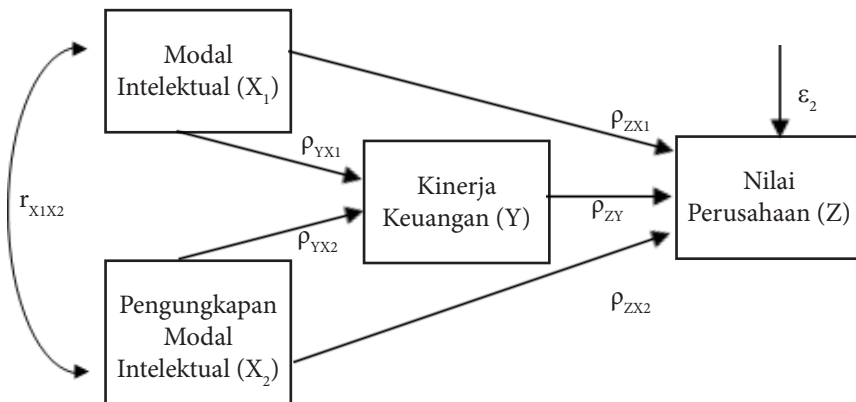 Modal
Intelektual (X₁)
ρZX1
ε₂
ρYX1
rX1X2
Kinerja
Keuangan (Y)
ρZY
Nilai
Perusahaan (Z)
ρYX2
Pengungkapan
Modal
Intelektual (X₂)
ρZX2